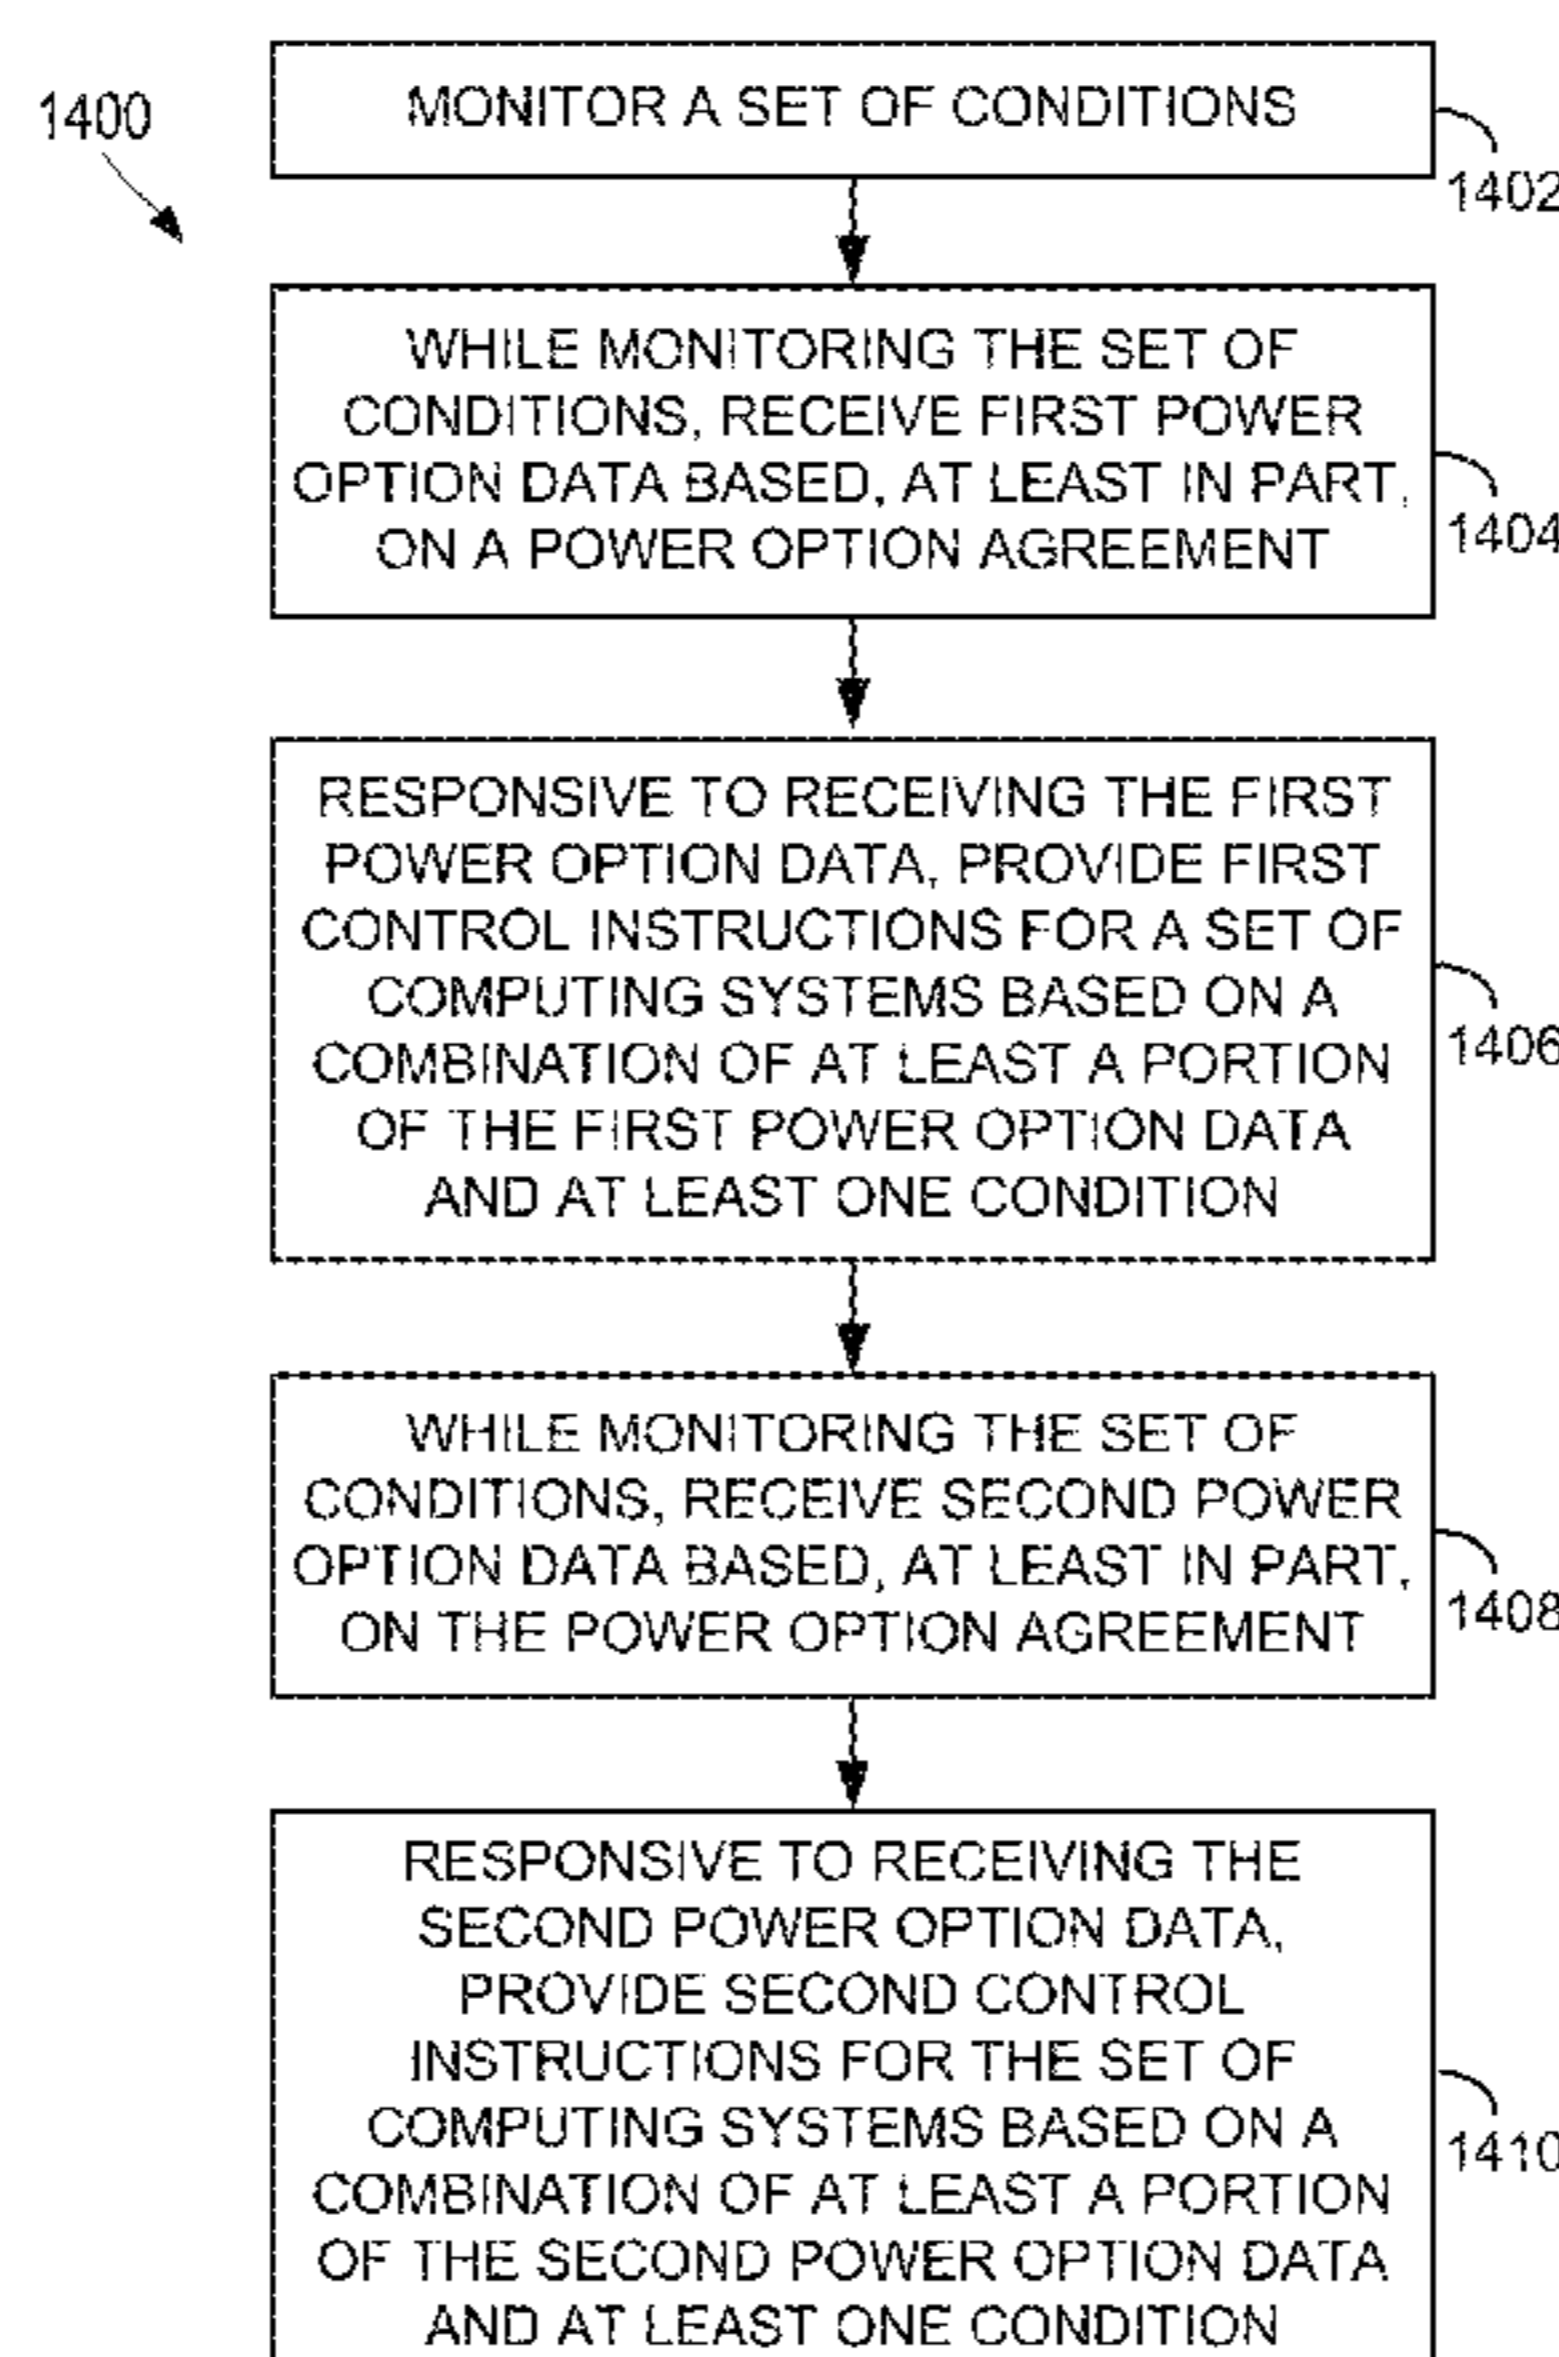 1400
MONITOR A SET OF CONDITIONS
1402
WHILE MONITORING THE SET OF
CONDITIONS, RECEIVE FIRST POWER
OPTION DATA BASED, AT LEAST IN PART,
ON A POWER OPTION AGREEMENT
1404
RESPONSIVE TO RECEIVING THE FIRST
POWER OPTION DATA, PROVIDE FIRST
CONTROL INSTRUCTIONS FOR A SET OF
COMPUTING SYSTEMS BASED ON A
COMBINATION OF AT LEAST A PORTION
OF THE FIRST POWER OPTION DATA
AND AT LEAST ONE CONDITION
1406
WHILE MONITORING THE SET OF
CONDITIONS, RECEIVE SECOND POWER
OPTION DATA BASED, AT LEAST IN PART,
ON THE POWER OPTION AGREEMENT
1408
RESPONSIVE TO RECEIVING THE
SECOND POWER OPTION DATA,
PROVIDE SECOND CONTROL
INSTRUCTIONS FOR THE SET OF
COMPUTING SYSTEMS BASED ON A
COMBINATION OF AT LEAST A PORTION
OF THE SECOND POWER OPTION DATA
AND AT LEAST ONE CONDITION
1410